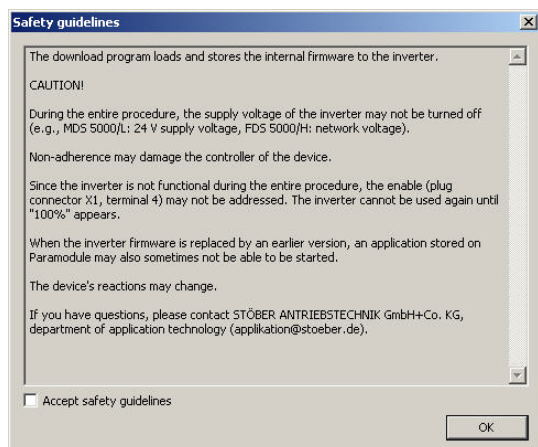 Safety guidelines
The download program loads and stores the internal firmware to the inverter.
CAUTION!
During the entire procedure, the supply voltage of the inverter may not be turned off
(e.g., MDS 5000/L: 24 V supply voltage, FDS 5000/H: network voltage).
Non-adherence may damage the controller of the device.
Since the inverter is not functional during the entire procedure, the enable (plug
connector X1, terminal 4) may not be addressed. The inverter cannot be used again until
"100%" appears.
When the inverter firmware is replaced by an earlier version, an application stored on
Paramodule may also sometimes not be able to be started.
The device's reactions may change.
If you have questions, please contact STÖBER ANTRIEBSTECHNIK GmbH+Co. KG,
department of application technology (applikation@stoeber.de).
Accept safety guidelines
OK